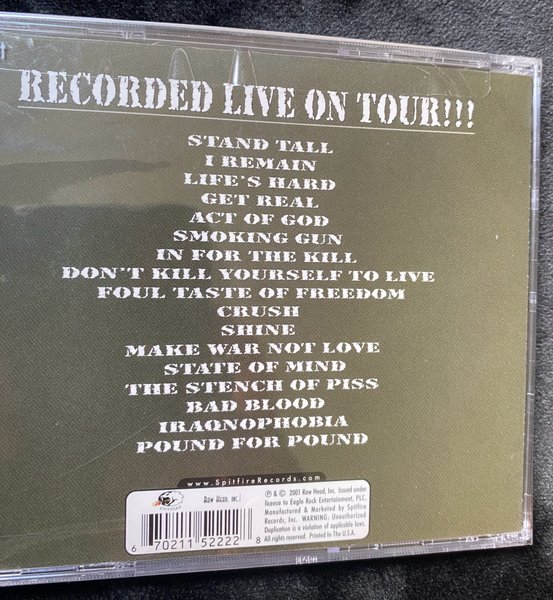 RECORDED LIVE ON TOUR!!!
STAND TALL
I REMAIN
LIFE'S HARD
GET REAL
ACT OF GOD
SMOKING GUN
IN FOR THE KILL
DON'T KILL YOURSELF TO LIVE
FOUL TASTE OF FREEDOM
CRUSH
SHINE
MAKE WAR NOT LOVE
STATE OF MIND
THE STENCH OF PISS
BAD BLOOD
IRAQNOPHOBIA
POUND FOR POUND
www.SpitfireRecords.com
SPITFIRE
Raw Head, Inc.
6 70211 52222 8
℗ & © 2001 Raw Head, Inc. Issued under
license to Eagle Rock Entertainment, PLC.
Manufactured & Marketed by Spitfire
Records, Inc. WARNING: Unauthorized
Duplication is a violation of applicable laws.
All rights reserved. Printed In The U.S.A.